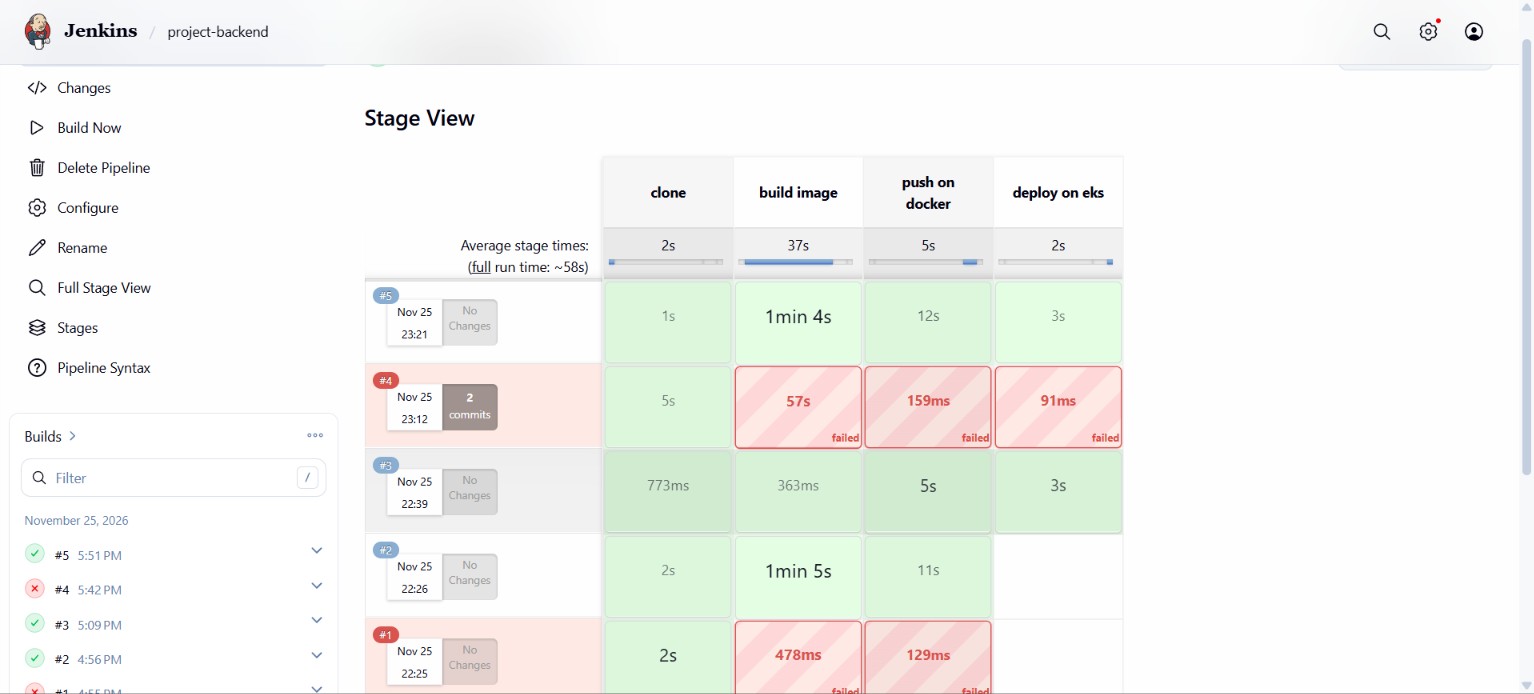 Jenkins / project-backend
Changes
Build Now
Delete Pipeline
Configure
Rename
Full Stage View
Stages
Pipeline Syntax
Builds
Filter /
November 25, 2026
#5 5:51 PM
#4 5:42 PM
#3 5:09 PM
#2 4:56 PM
#1 4:55 PM
Stage View
clone
build image
push on
docker
deploy on eks
Average stage times:
(full run time: ~58s)
2s
37s
5s
2s
#5
Nov 25
23:21
No
Changes
1s
1min 4s
12s
3s
#4
Nov 25
23:12
2
commits
5s
57s
failed
159ms
failed
91ms
failed
#3
Nov 25
22:39
No
Changes
773ms
363ms
5s
3s
#2
Nov 25
22:26
No
Changes
2s
1min 5s
11s
#1
Nov 25
22:25
No
Changes
2s
478ms
failed
129ms
failed